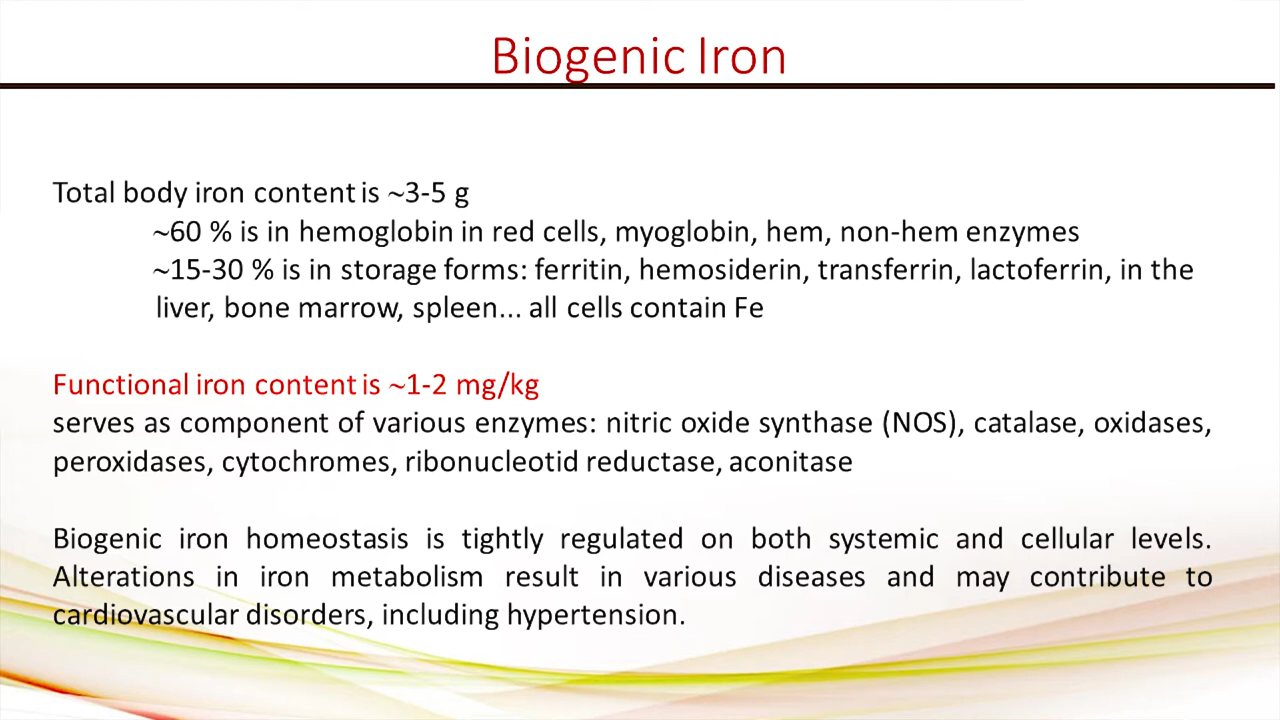 Biogenic Iron
Total body iron content is ~3-5 g
~60 % is in hemoglobin in red cells, myoglobin, hem, non-hem enzymes
~15-30 % is in storage forms: ferritin, hemosiderin, transferrin, lactoferrin, in the
liver, bone marrow, spleen... all cells contain Fe
Functional iron content is ~1-2 mg/kg
serves as component of various enzymes: nitric oxide synthase (NOS), catalase, oxidases,
peroxidases, cytochromes, ribonucleotid reductase, aconitase
Biogenic iron homeostasis is tightly regulated on both systemic and cellular levels.
Alterations in iron metabolism result in various diseases and may contribute to
cardiovascular disorders, including hypertension.